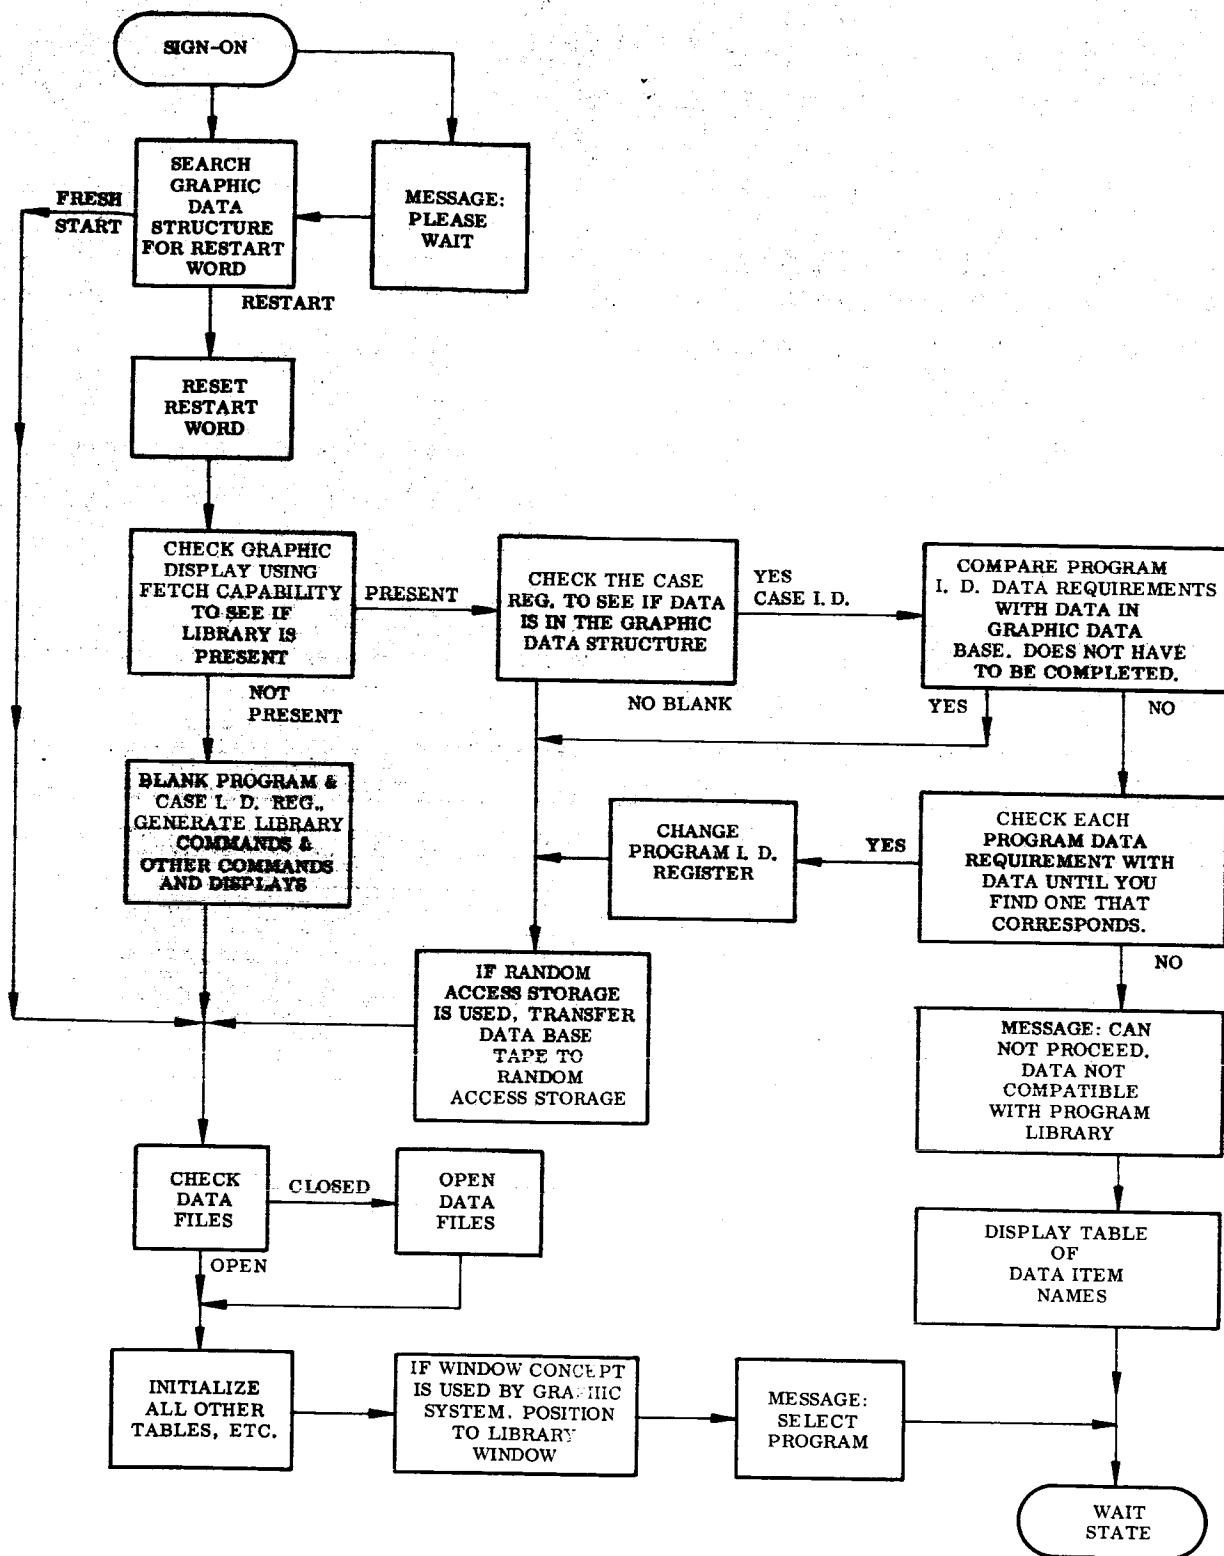 SIGN-ON
SEARCH
GRAPHIC
DATA
STRUCTURE
FOR RESTART
WORD
MESSAGE:
PLEASE
WAIT
FRESH
START
RESTART
RESET
RESTART
WORD
CHECK GRAPHIC
DISPLAY USING
FETCH CAPABILITY
TO SEE IF
LIBRARY IS
PRESENT
PRESENT
CHECK THE CASE
REG. TO SEE IF DATA
IS IN THE GRAPHIC
DATA STRUCTURE
YES
CASE I. D.
COMPARE PROGRAM
I. D. DATA REQUIREMENTS
WITH DATA IN
GRAPHIC DATA
BASE. DOES NOT HAVE
TO BE COMPLETED.
NOT
PRESENT
NO BLANK
YES
NO
BLANK PROGRAM &
CASE I. D. REG.,
GENERATE LIBRARY
COMMANDS &
OTHER COMMANDS
AND DISPLAYS
CHANGE
PROGRAM I. D.
REGISTER
YES
CHECK EACH
PROGRAM DATA
REQUIREMENT WITH
DATA UNTIL YOU
FIND ONE THAT
CORRESPONDS.
NO
IF RANDOM
ACCESS STORAGE
IS USED, TRANSFER
DATA BASE
TAPE TO
RANDOM
ACCESS STORAGE
MESSAGE: CAN
NOT PROCEED.
DATA NOT
COMPATIBLE
WITH PROGRAM
LIBRARY
CHECK
DATA
FILES
CLOSED
OPEN
DATA
FILES
OPEN
DISPLAY TABLE
OF
DATA ITEM
NAMES
INITIALIZE
ALL OTHER
TABLES, ETC.
IF WINDOW CONCEPT
IS USED BY GRAPHIC
SYSTEM. POSITION
TO LIBRARY
WINDOW
MESSAGE:
SELECT
PROGRAM
WAIT
STATE